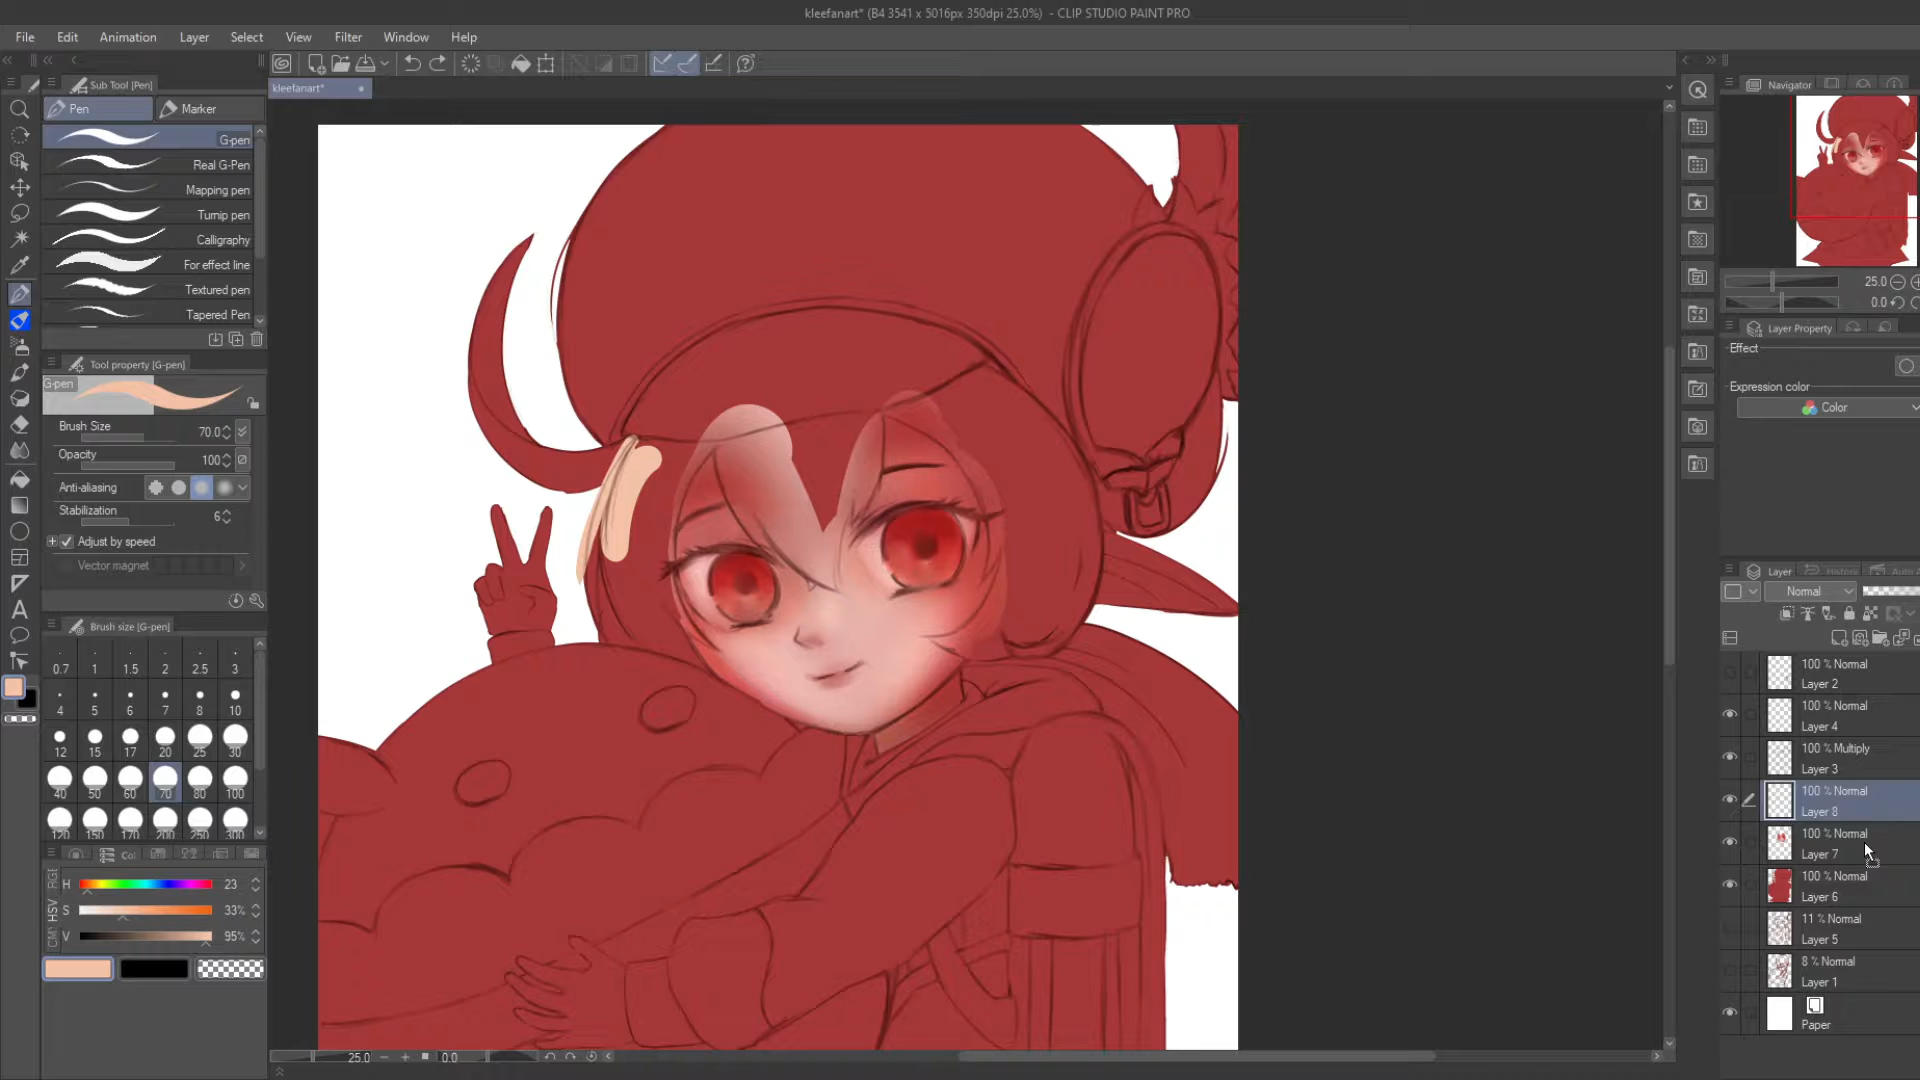 kleefanart* (B4 3541 x 5016px 350dpi 25.0%) - CLIP STUDIO PAINT PRO
File Edit Animation Layer Select View Filter Window Help
Sub Tool [Pen]
Pen Marker
kleefanart*
G-pen
Real G-Pen
Mapping pen
Turnip pen
Calligraphy
For effect line
Textured pen
Tapered Pen
Tool property [G-pen]
G-pen
Brush Size 70.0
Opacity 100
Anti-aliasing
Stabilization 6
Adjust by speed
Vector magnet
Brush size [G-pen]
0.7 1 1.5 2 2.5 3
4 5 6 7 8 10
12 15 17 20 25 30
40 50 60 70 80 100
120 150 170 200 250 300
H 23
S 33%
V 95%
RGB
HSV
25.0 0.0
Navigator
25.0
0.0
Layer Property
Effect
Expression color
Color
Layer History
Normal
100 % Normal
Layer 2
100 % Normal
Layer 4
100 % Multiply
Layer 3
100 % Normal
Layer 8
100 % Normal
Layer 7
100 % Normal
Layer 6
11 % Normal
Layer 5
8 % Normal
Layer 1
Paper